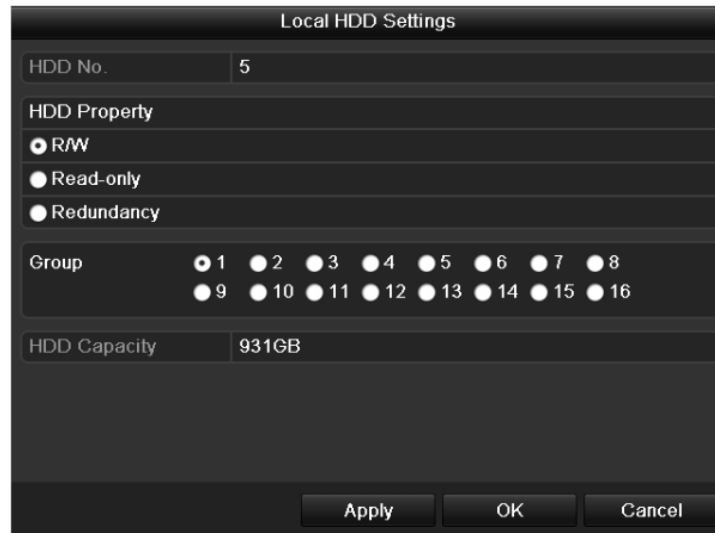 Local HDD Settings
HDD No. 5
HDD Property
R/W
Read-only
Redundancy
Group 1 2 3 4 5 6 7 8
9 10 11 12 13 14 15 16
HDD Capacity 931GB
Apply OK Cancel